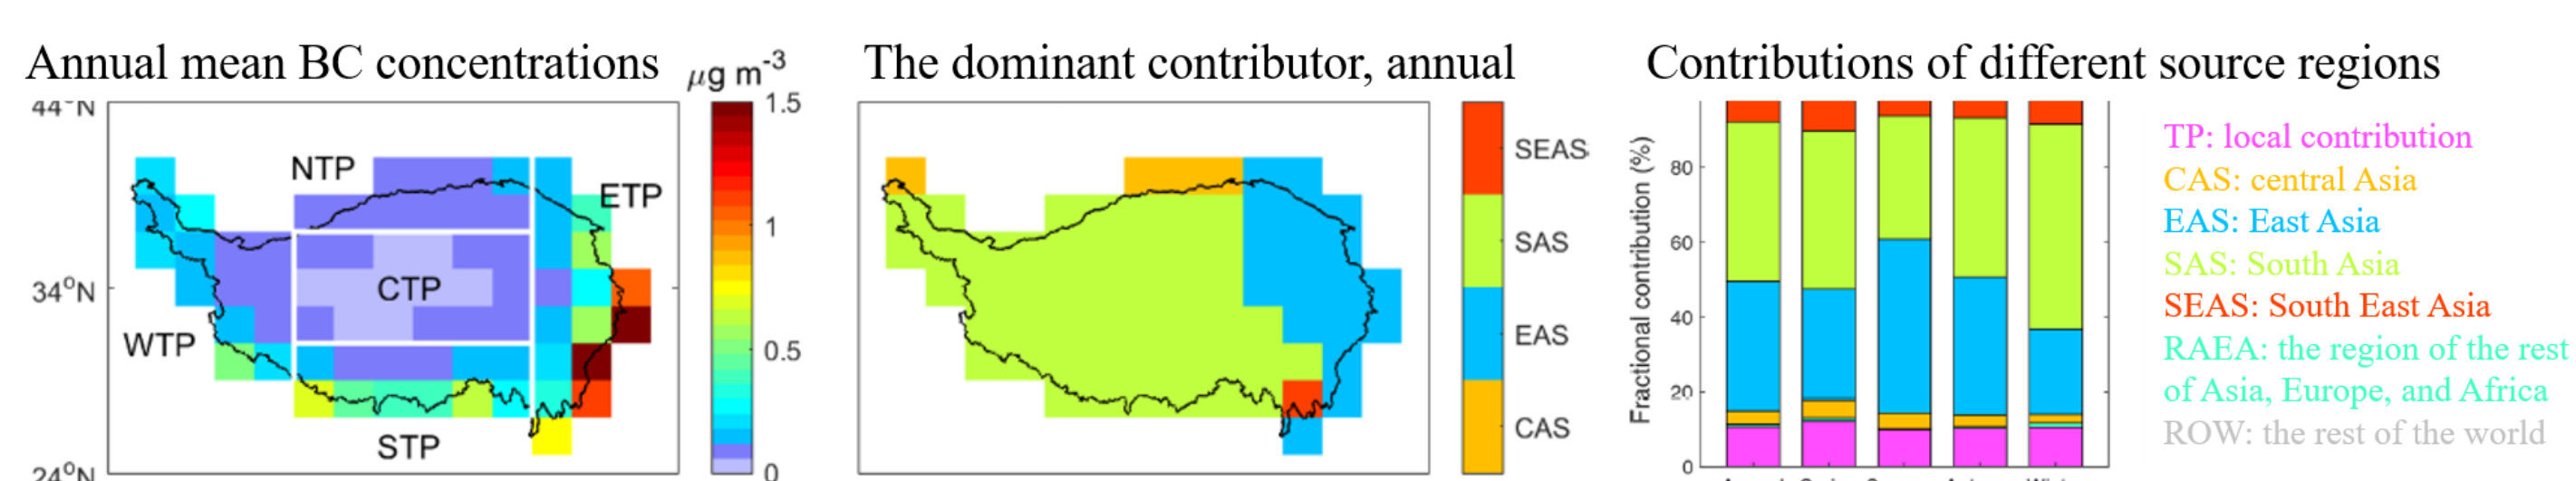 Annual mean BC concentrations
μg m-3
44°N
34°N
24°N
NTP
ETP
CTP
WTP
STP
1.5
1
0.5
0
The dominant contributor, annual
SEAS
SAS
EAS
CAS
Contributions of different source regions
Fractional contribution (%)
80
60
40
20
0
TP: local contribution
CAS: central Asia
EAS: East Asia
SAS: South Asia
SEAS: South East Asia
RAEA: the region of the rest
of Asia, Europe, and Africa
ROW: the rest of the world